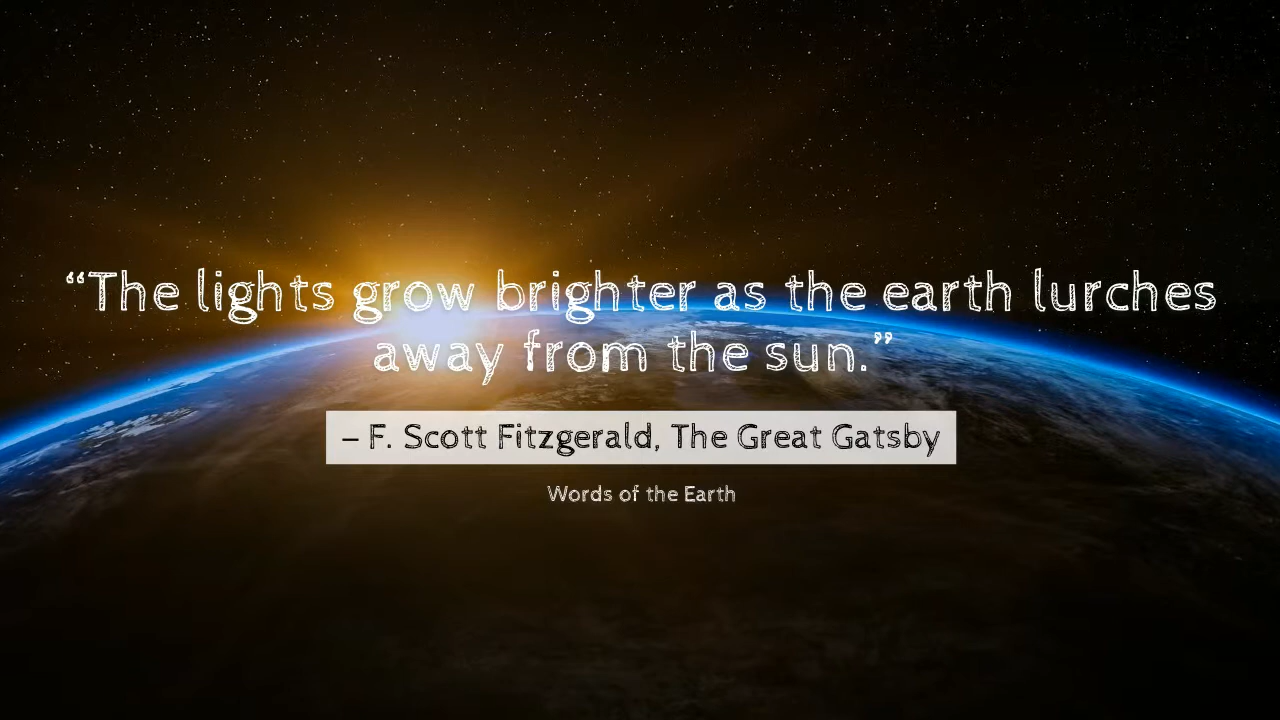 “The lights grow brighter as the earth lurches
away from the sun.”
– F. Scott Fitzgerald, The Great Gatsby
Words of the Earth